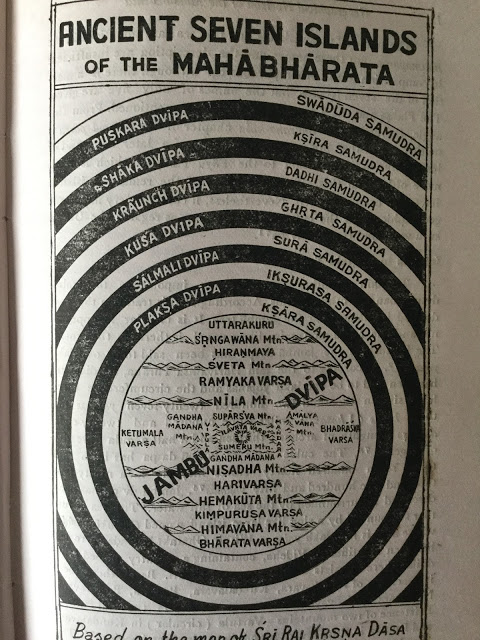 ANCIENT SEVEN ISLANDS
OF THE MAHĀBHĀRATA
PUṢKARA DVĪPA
SWĀDŪDA SAMUDRA
SHĀKA DVĪPA
KṢĪRA SAMUDRA
KRĀUNCH DVĪPA
DADHI SAMUDRA
KUŚA DVĪPA
GHṚTA SAMUDRA
ŚĀLMALI DVĪPA
SURĀ SAMUDRA
PLAKṢA DVĪPA
IKṢURASA SAMUDRA
KṢĀRA SAMUDRA
UTTARAKURU
ŚṚNGAWĀNA Mtn.
HIRANMAYA
ŚVETA Mtn.
RAMYAKA VARṢA
NĪLA Mtn.
JAMBU DVĪPA
KETUMALA
VARṢA
GANDHA
MĀDANA
Mtn.
SUPĀRŚVA Mtn.
SUMERU Mtn.
GANDHA MĀDANA
MĀLYA
VĀNA
Mtn.
BHADRĀŚVA
VARṢA
NIṢADHA Mtn.
HARIVARṢA
HEMAKŪTA Mtn.
KIMPURUṢA VARṢA
HIMAVĀNA Mtn.
BHĀRATA VARṢA
Based on the map of ŚRĪ RAI KRSNA DĀSA